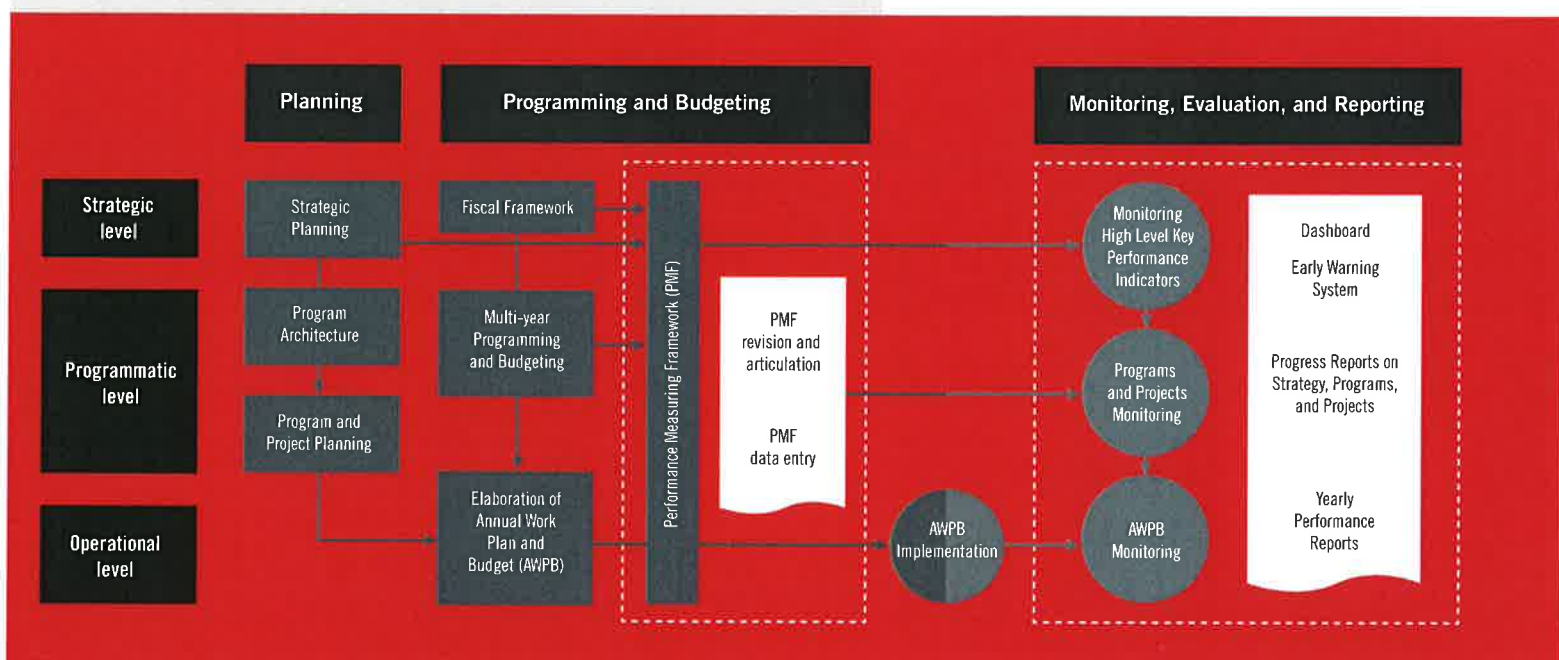 Planning
Programming and Budgeting
Monitoring, Evaluation, and Reporting
Strategic
level
Strategic
Planning
Fiscal Framework
Performance Measuring Framework (PMF)
Monitoring
High Level Key
Performance
Indicators
Dashboard
Early Warning
System
Programmatic
level
Program
Architecture
Multi-year
Programming
and Budgeting
PMF
revision and
articulation
Programs
and Projects
Monitoring
Progress Reports on
Strategy, Programs,
and Projects
Program and
Project Planning
PMF
data entry
Operational
level
Elaboration of
Annual Work
Plan and
Budget (AWPB)
AWPB
Implementation
AWPB
Monitoring
Yearly
Performance
Reports